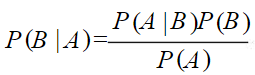 P(B | A) = P(A | B)P(B) / P(A)